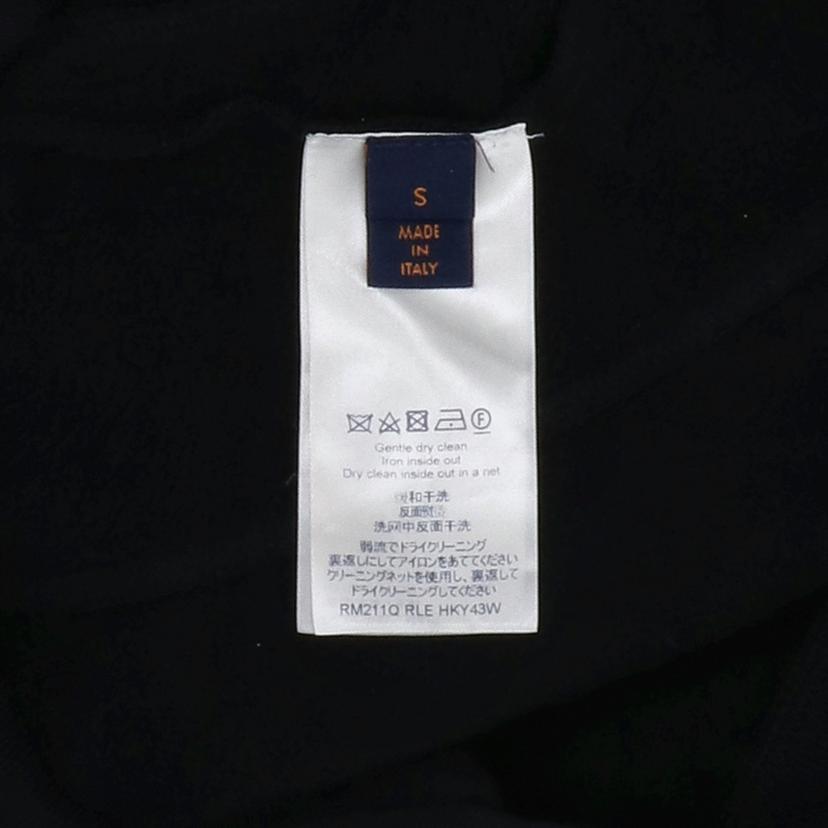 S
MADE
IN
ITALY
F
Gentle dry clean
Iron inside out
Dry clean inside out in a net
和干洗
反面熨
洗网中反面干洗
弱流でドライクリーニング
裏返しにしてアイロンをあててください
クリーニングネットを使用し、裏返して
ドライクリーニングしてください
RM211Q RLE HKY43W